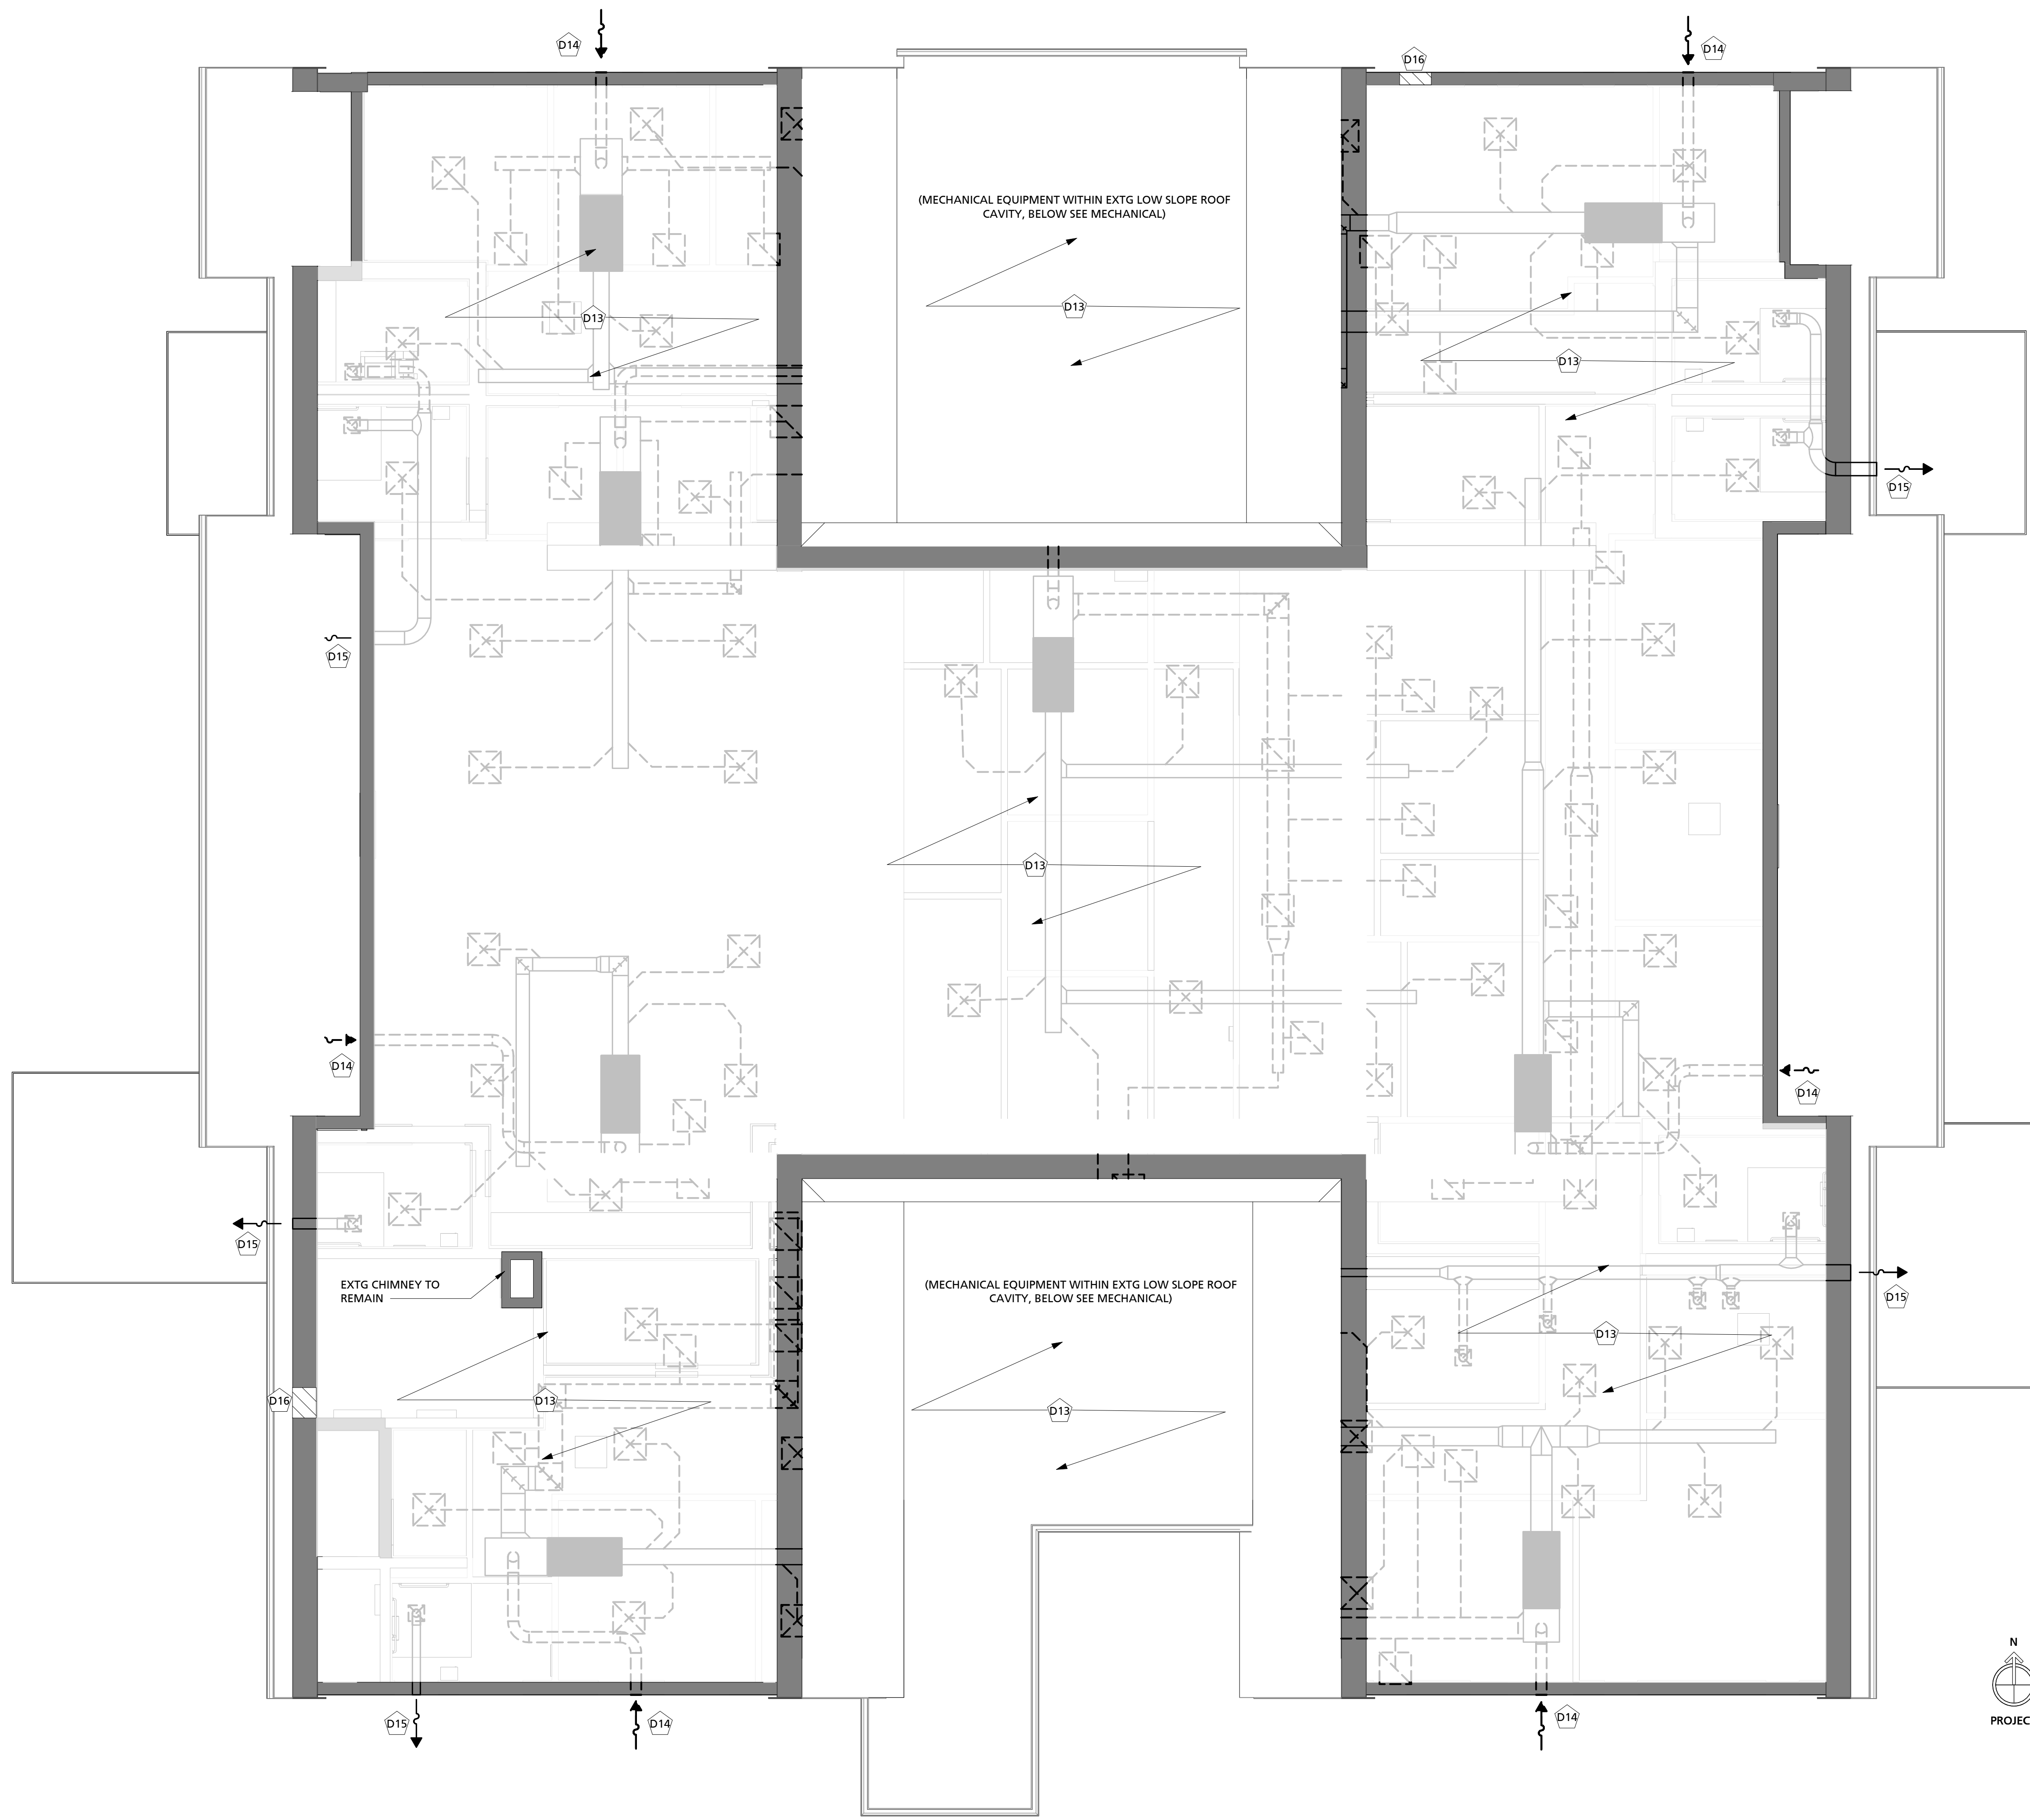 D14
D16
D14
(MECHANICAL EQUIPMENT WITHIN EXTG LOW SLOPE ROOF
CAVITY, BELOW SEE MECHANICAL)
D13
D13
D13
D15
D15
D13
D14
D14
D15
EXTG CHIMNEY TO
REMAIN
(MECHANICAL EQUIPMENT WITHIN EXTG LOW SLOPE ROOF
CAVITY, BELOW SEE MECHANICAL)
D15
D13
D16
D13
D13
N
D15
D14
D14
PROJEC